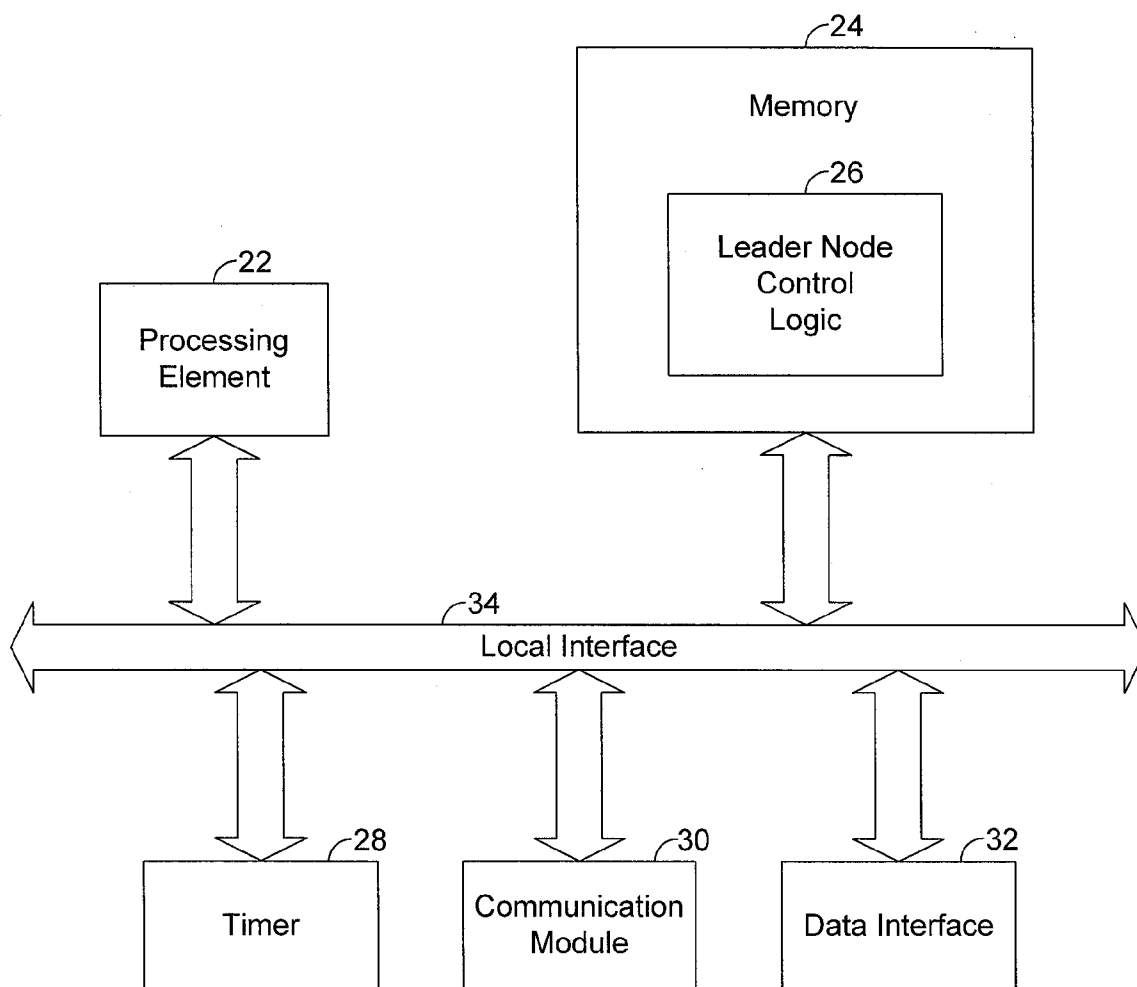 24
Memory
26
Leader Node
Control
Logic
22
Processing
Element
34
Local Interface
28
Timer
30
Communication
Module
32
Data Interface